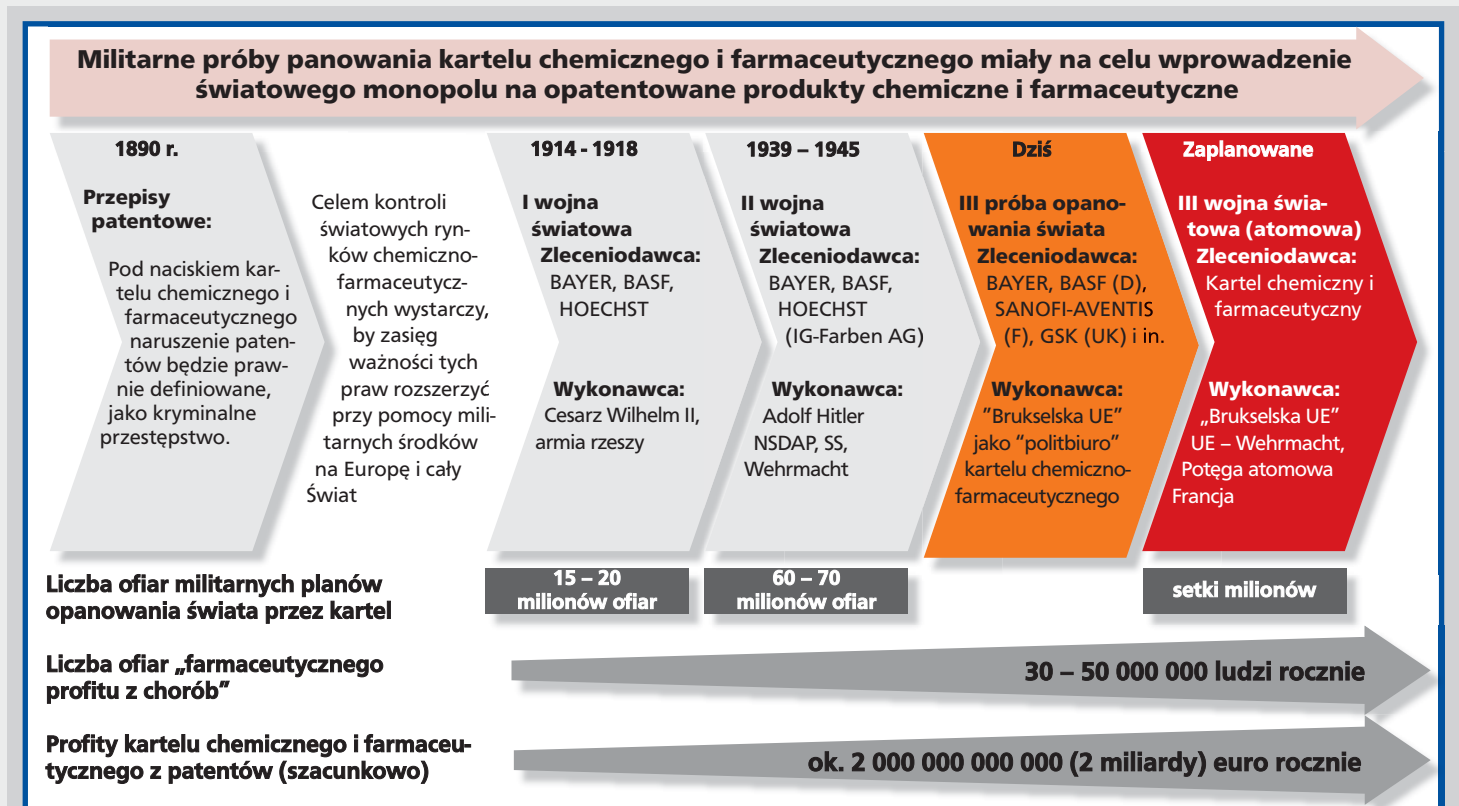 Militarne próby panowania kartelu chemicznego i farmaceutycznego miały na celu wprowadzenie
światowego monopolu na opatentowane produkty chemiczne i farmaceutyczne
1890 r.
Przepisy
patentowe:
Pod naciskiem kar-
telu chemicznego i
farmaceutycznego
naruszenie paten-
tów będzie praw-
nie definiowane,
jako kryminalne
przestępstwo.
Celem kontroli
światowych ryn-
ków chemiczno-
farmaceutycz-
nych wystarczy,
by zasięg
ważności tych
praw rozszerzyć
przy pomocy mili-
tarnych środków
na Europę i cały
Świat
1914 - 1918
I wojna
światowa
Zleceniodawca:
BAYER, BASF,
HOECHST
Wykonawca:
Cesarz Wilhelm II,
armia rzeszy
1939 – 1945
II wojna
światowa
Zleceniodawca:
BAYER, BASF,
HOECHST
(IG-Farben AG)
Wykonawca:
Adolf Hitler
NSDAP, SS,
Wehrmacht
Dziś
III próba opano-
wania świata
Zleceniodawca:
BAYER, BASF (D),
SANOFI-AVENTIS
(F), GSK (UK) i in.
Wykonawca:
”Brukselska UE”
jako “politbiuro”
kartelu chemiczno-
farmaceutycznego
Zaplanowane
III wojna świa-
towa (atomowa)
Zleceniodawca:
Kartel chemiczny i
farmaceutyczny
Wykonawca:
„Brukselska UE”
UE – Wehrmacht,
Potęga atomowa
Francja
Liczba ofiar militarnych planów
opanowania świata przez kartel
15 – 20
milionów ofiar
60 – 70
milionów ofiar
setki milionów
Liczba ofiar „farmaceutycznego
profitu z chorób”
30 – 50 000 000 ludzi rocznie
Profity kartelu chemicznego i farmaceu-
tycznego z patentów (szacunkowo)
ok. 2 000 000 000 000 (2 miliardy) euro rocznie